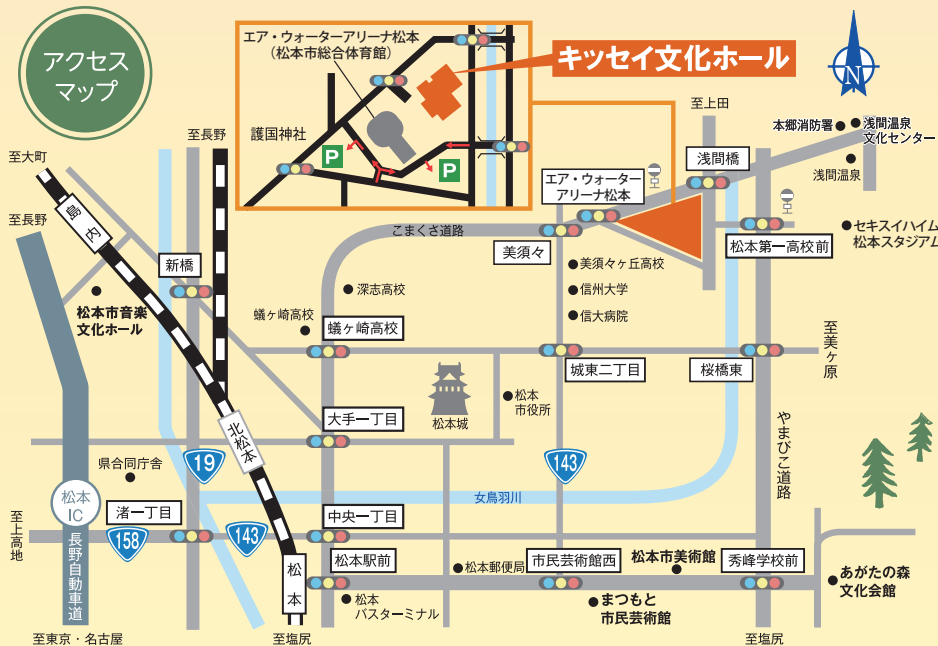 アクセス
マップ
エア・ウォーターアリーナ松本
（松本市総合体育館）
キッセイ文化ホール
N
護国神社
P
P
至長野
至大町
島内
至長野
新橋
松本市音楽
文化ホール
こまくさ道路
深志高校
蟻ヶ崎高校
蟻ヶ崎高校
エア・ウォーター
アリーナ松本
美須々
美須々ヶ丘高校
信州大学
信大病院
至上田
浅間橋
本郷消防署
浅間温泉
文化センター
浅間温泉
松本第一高校前
セキスイハイム
松本スタジアム
至美ヶ原
城東二丁目
桜橋東
松本城
松本
市役所
大手一丁目
北松本
やまびこ道路
県合同庁舎
19
143
女鳥羽川
松本
IC
渚一丁目
至上高地
158
143
中央一丁目
長野自動車道
松本
松本駅前
松本郵便局
市民芸術館西
松本市美術館
秀峰学校前
あがたの森
文化会館
松本
バスターミナル
まつもと
市民芸術館
至東京・名古屋
至塩尻
至塩尻